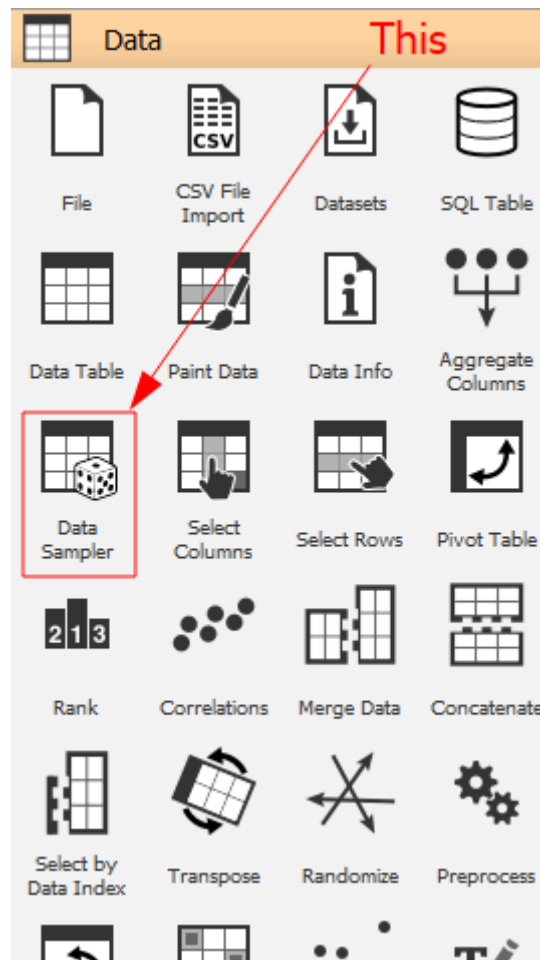 Data
This
CSV
File
CSV File
Import
Datasets
SQL Table
Data Table
Paint Data
Data Info
Aggregate
Columns
Data
Sampler
Select
Columns
Select Rows
Pivot Table
2 1 3
Rank
Correlations
Merge Data
Concatenate
Select by
Data Index
Transpose
Randomize
Preprocess